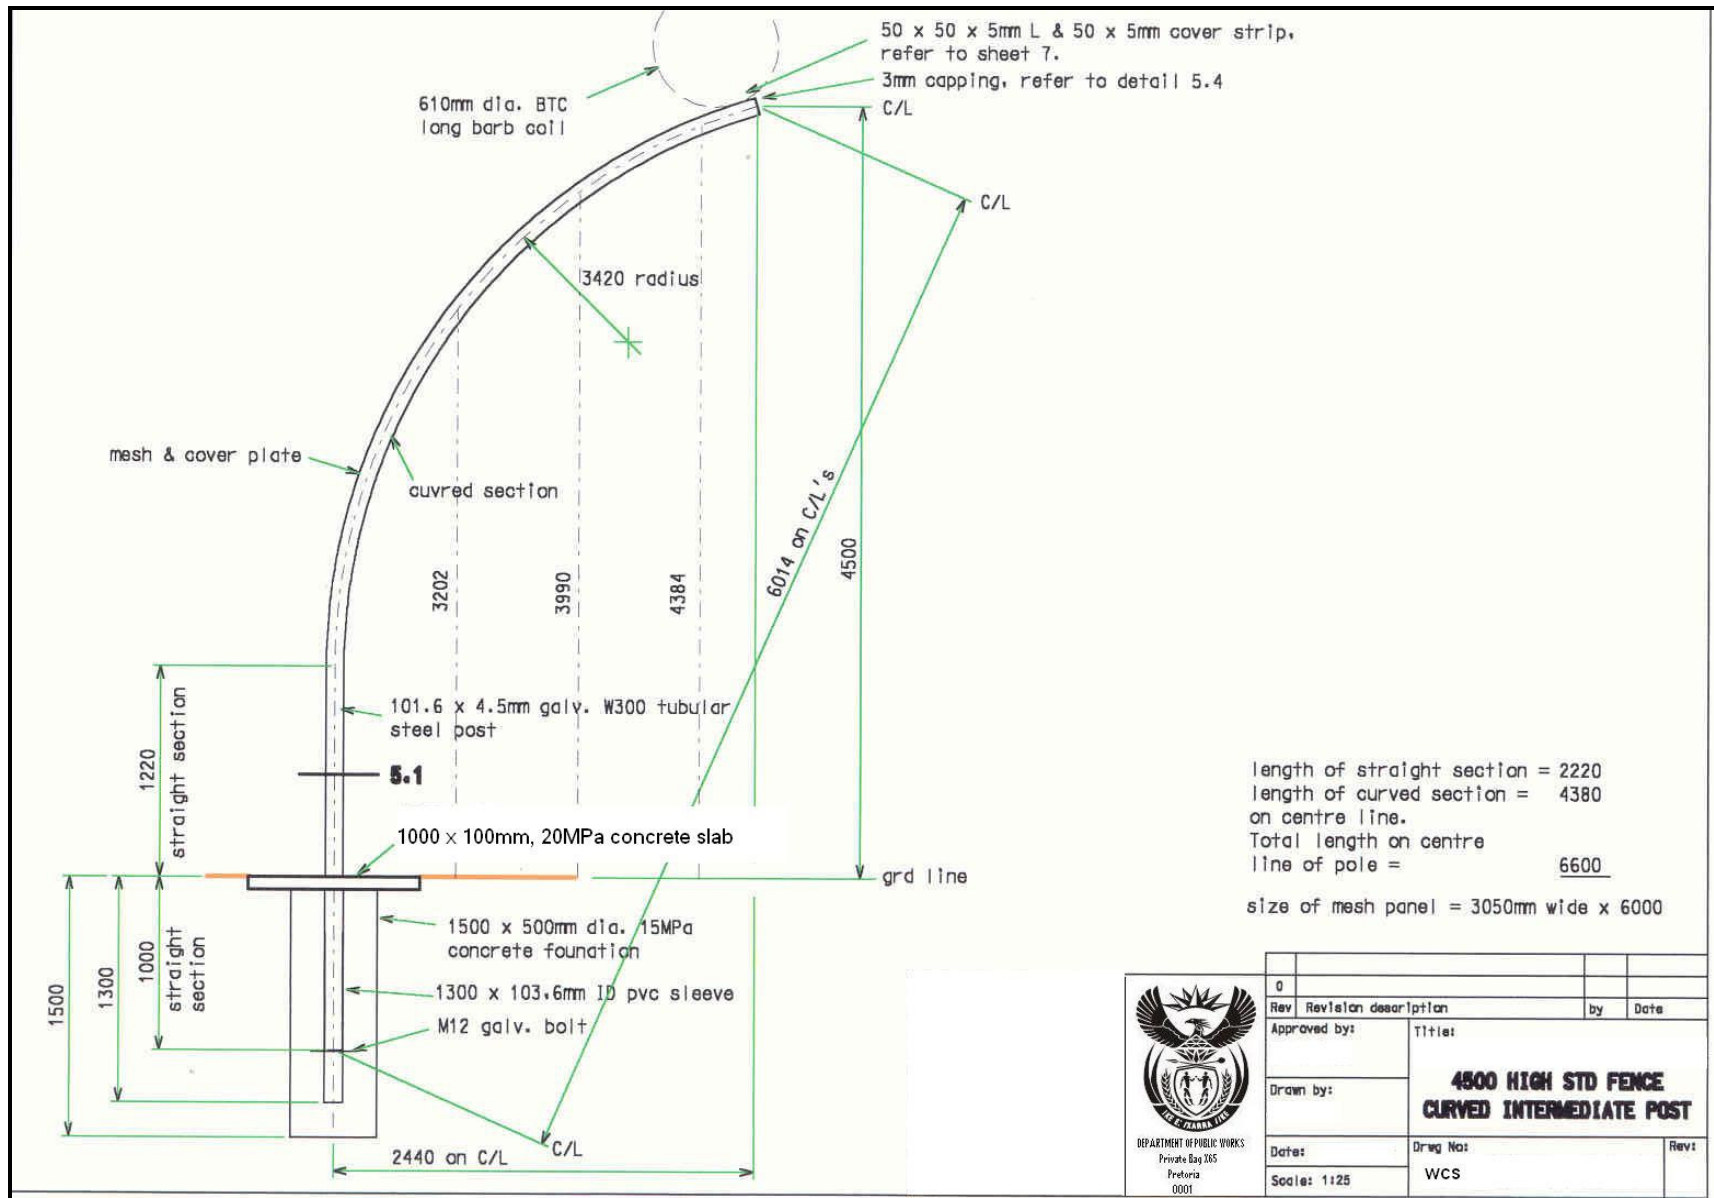 50 x 50 x 5mm L & 50 x 5mm cover strip,
refer to sheet 7.
3mm capping, refer to detail 5.4
610mm dia. BTC
long barb coil
C/L
C/L
3420 radius
mesh & cover plate
cuvred section
3202
3990
4384
6014 on C/L's
4500
1220
straight section
101.6 x 4.5mm galv. W300 tubular
steel post
5.1
1000 x 100mm, 20MPa concrete slab
grd line
1500
1300
1000
straight
section
1500 x 500mm dia. 15MPa
concrete founation
1300 x 103.6mm ID pvc sleeve
M12 galv. bolt
C/L
2440 on C/L
length of straight section = 2220
length of curved section = 4380
on centre line.
Total length on centre
line of pole = 6600
size of mesh panel = 3050mm wide x 6000
0
Rev Revision description by Date
Approved by:
Title:
4500 HIGH STD FENCE
CURVED INTERMEDIATE POST
Drawn by:
Date:
Drwg No:
Rev:
Scale: 1:25
WCS
DEPARTMENT OF PUBLIC WORKS
Private Bag X65
Pretoria
0001